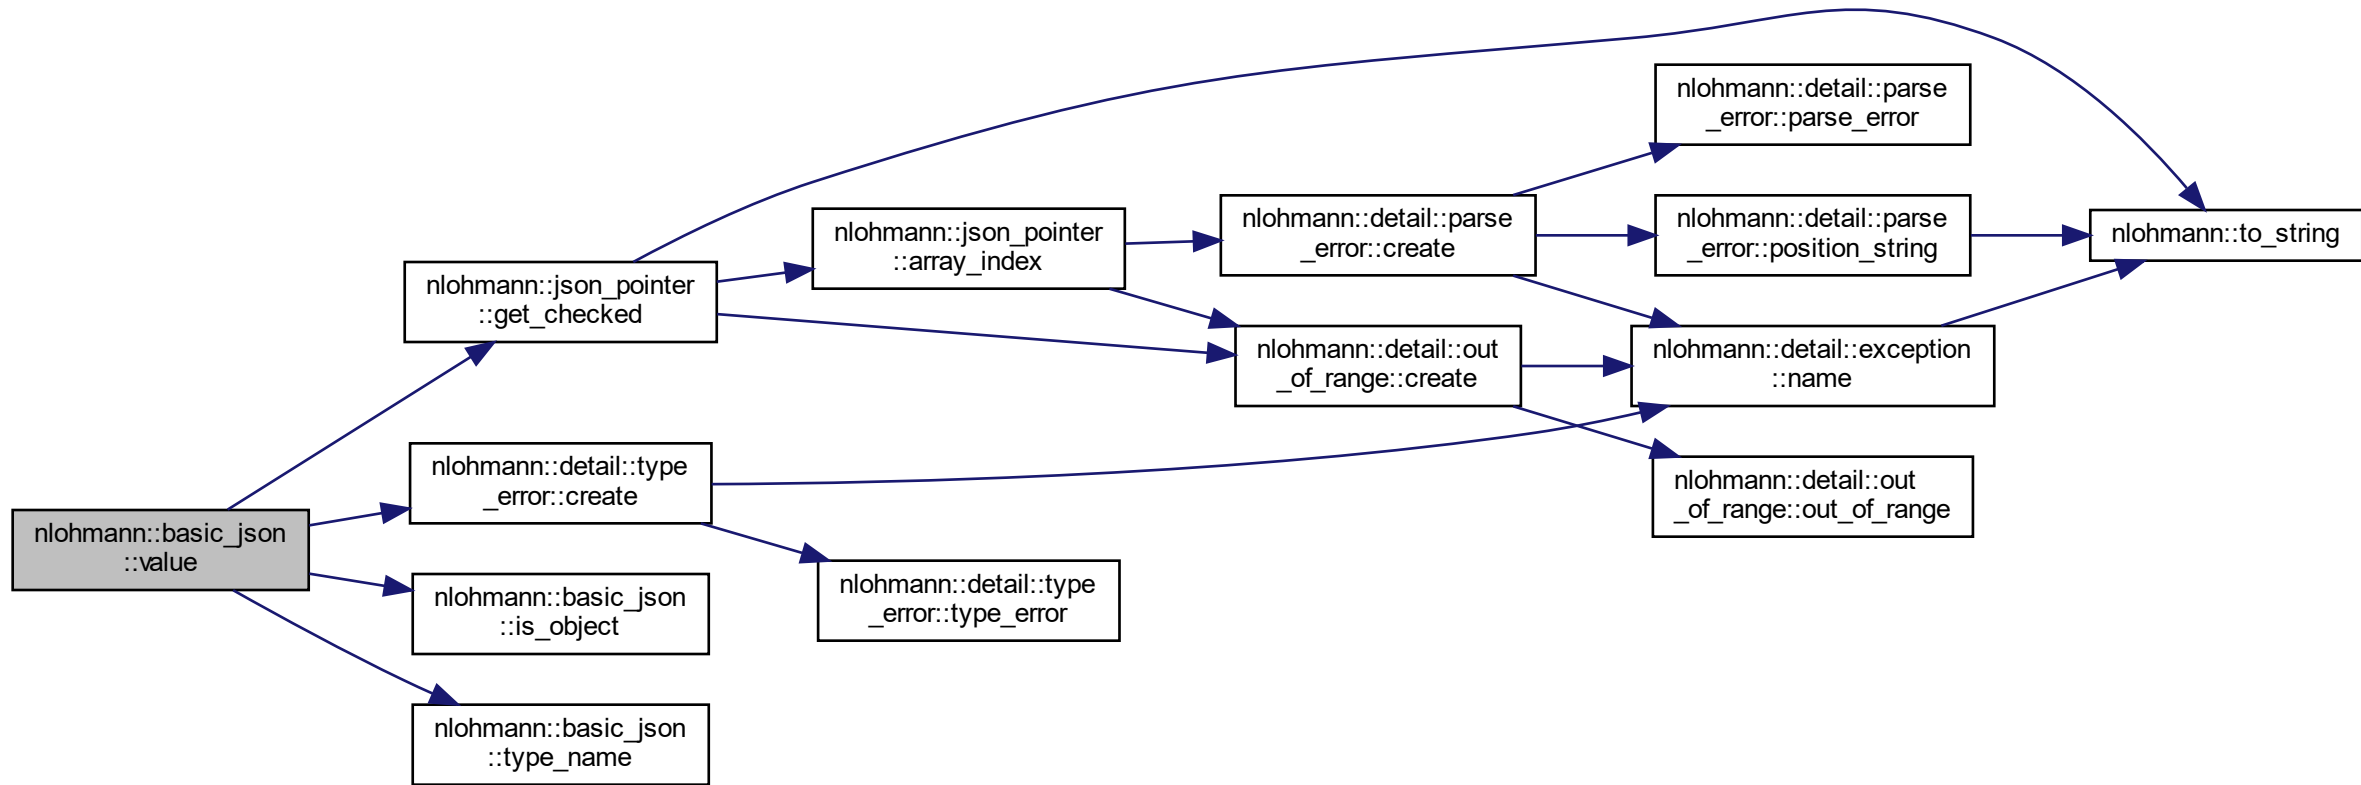 nlohmann::basic_json
::value
nlohmann::json_pointer
::get_checked
nlohmann::detail::type
_error::create
nlohmann::basic_json
::is_object
nlohmann::basic_json
::type_name
nlohmann::json_pointer
::array_index
nlohmann::detail::type
_error::type_error
nlohmann::detail::parse
_error::create
nlohmann::detail::out
_of_range::create
nlohmann::detail::parse
_error::parse_error
nlohmann::detail::parse
_error::position_string
nlohmann::detail::exception
::name
nlohmann::detail::out
_of_range::out_of_range
nlohmann::to_string